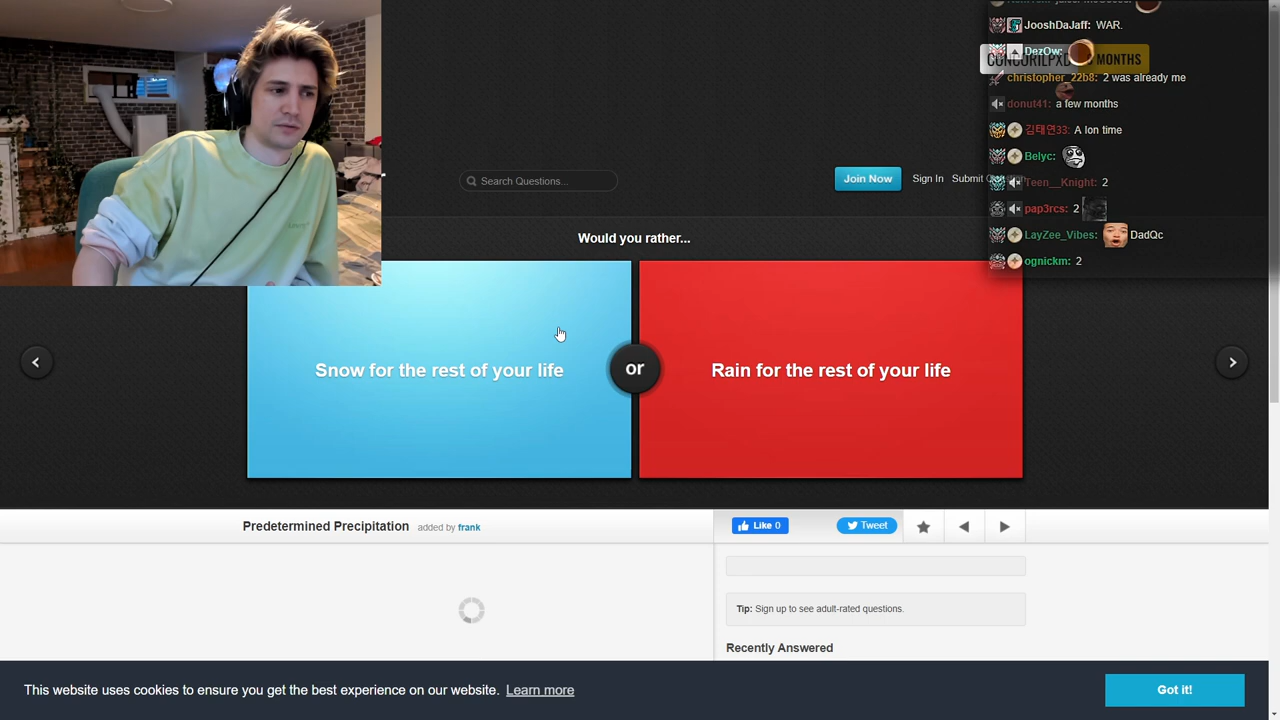 JooshDaJaff: WAR.
DezOw:
MONTHS
christopher_22b8: 2 was already me
donut41: a few months
김태연33: A lon time
Belyc:
Teen__Knight: 2
pap3rcs: 2
LayZee_Vibes: DadQc
ognickm: 2
Search Questions...
Join Now Sign In Submit
Would you rather...
Snow for the rest of your life
or
Rain for the rest of your life
Predetermined Precipitation added by frank
Like 0 Tweet
Tip: Sign up to see adult-rated questions.
Recently Answered
This website uses cookies to ensure you get the best experience on our website. Learn more
Got it!